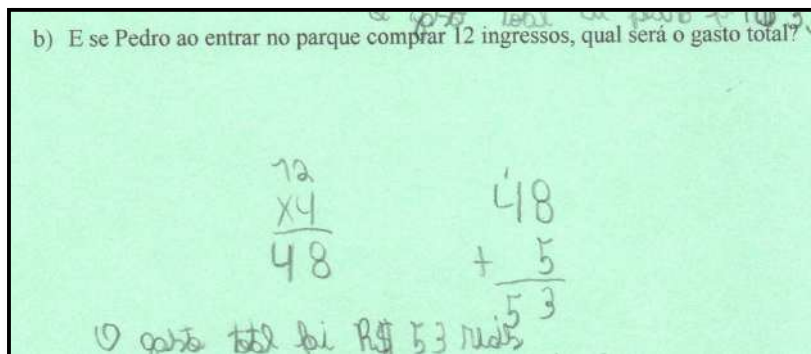 total
b) E se Pedro ao entrar no parque comprar 12 ingressos, qual será o gasto total?
12
x4
48
48
+ 5
53
O gasto total foi R$ 53 reais